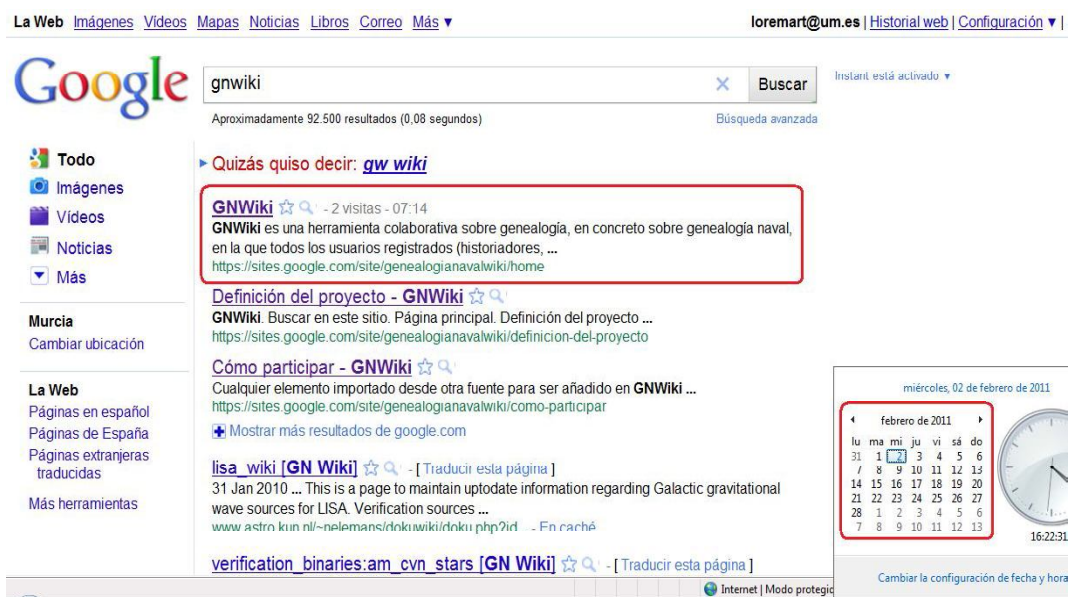 La Web Imágenes Vídeos Mapas Noticias Libros Correo Más ▼
loremart@um.es | Historial web | Configuración ▼ |
Google
gnwiki
Buscar
Instant está activado ▼
Aproximadamente 92.500 resultados (0,08 segundos)
Búsqueda avanzada
Todo
Imágenes
Vídeos
Noticias
Más
Murcia
Cambiar ubicación
La Web
Páginas en español
Páginas de España
Páginas extranjeras
traducidas
Más herramientas
Quizás quiso decir: gw wiki
GNWiki - 2 visitas - 07:14
GNWiki es una herramienta colaborativa sobre genealogía, en concreto sobre genealogía naval,
en la que todos los usuarios registrados (historiadores, ...
https://sites.google.com/site/genealogianavalwiki/home
Definición del proyecto - GNWiki
GNWiki. Buscar en este sitio. Página principal. Definición del proyecto ...
https://sites.google.com/site/genealogianavalwiki/definicion-del-proyecto
Cómo participar - GNWiki
Cualquier elemento importado desde otra fuente para ser añadido en GNWiki ...
https://sites.google.com/site/genealogianavalwiki/como-participar
Mostrar más resultados de google.com
lisa_wiki [GN Wiki] - [ Traducir esta página ]
31 Jan 2010 ... This is a page to maintain uptodate information regarding Galactic gravitational
wave sources for LISA. Verification sources ...
www.astro.kun.nl/~nelemans/dokuwiki/doku.php?id... - En caché
verification_binaries:am_cvn_stars [GN Wiki] - [ Traducir esta página ]
miércoles, 02 de febrero de 2011
febrero de 2011
lu ma mi ju vi sá do
31 1 2 3 4 5 6
7 8 9 10 11 12 13
14 15 16 17 18 19 20
21 22 23 24 25 26 27
28 1 2 3 4 5 6
7 8 9 10 11 12 13
16:22:31
Cambiar la configuración de fecha y hora
Internet | Modo protegid